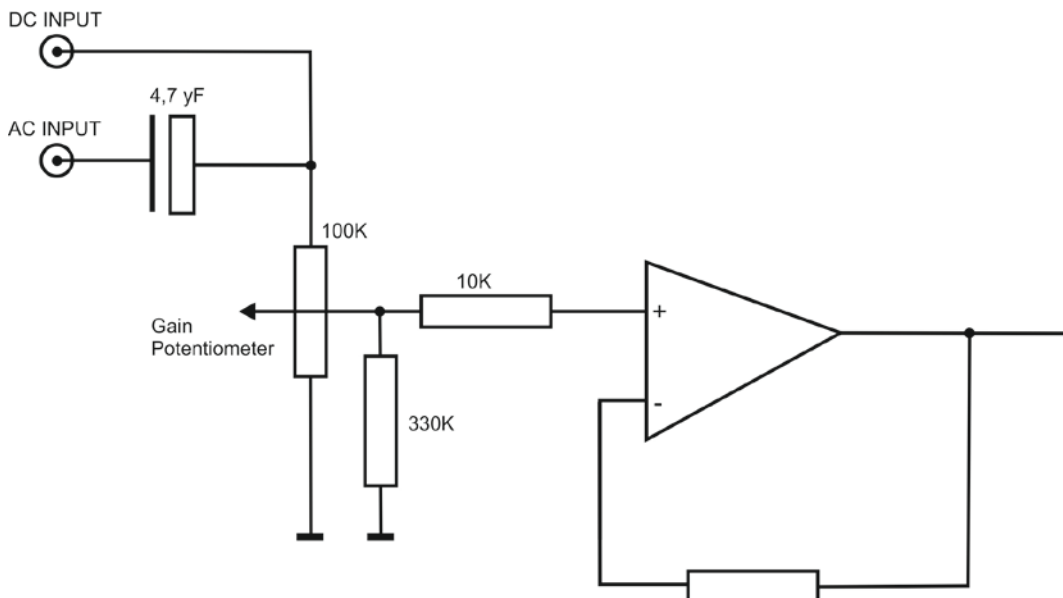 DC INPUT
4,7 yF
AC INPUT
100K
10K
+
Gain
Potentiometer
-
330K